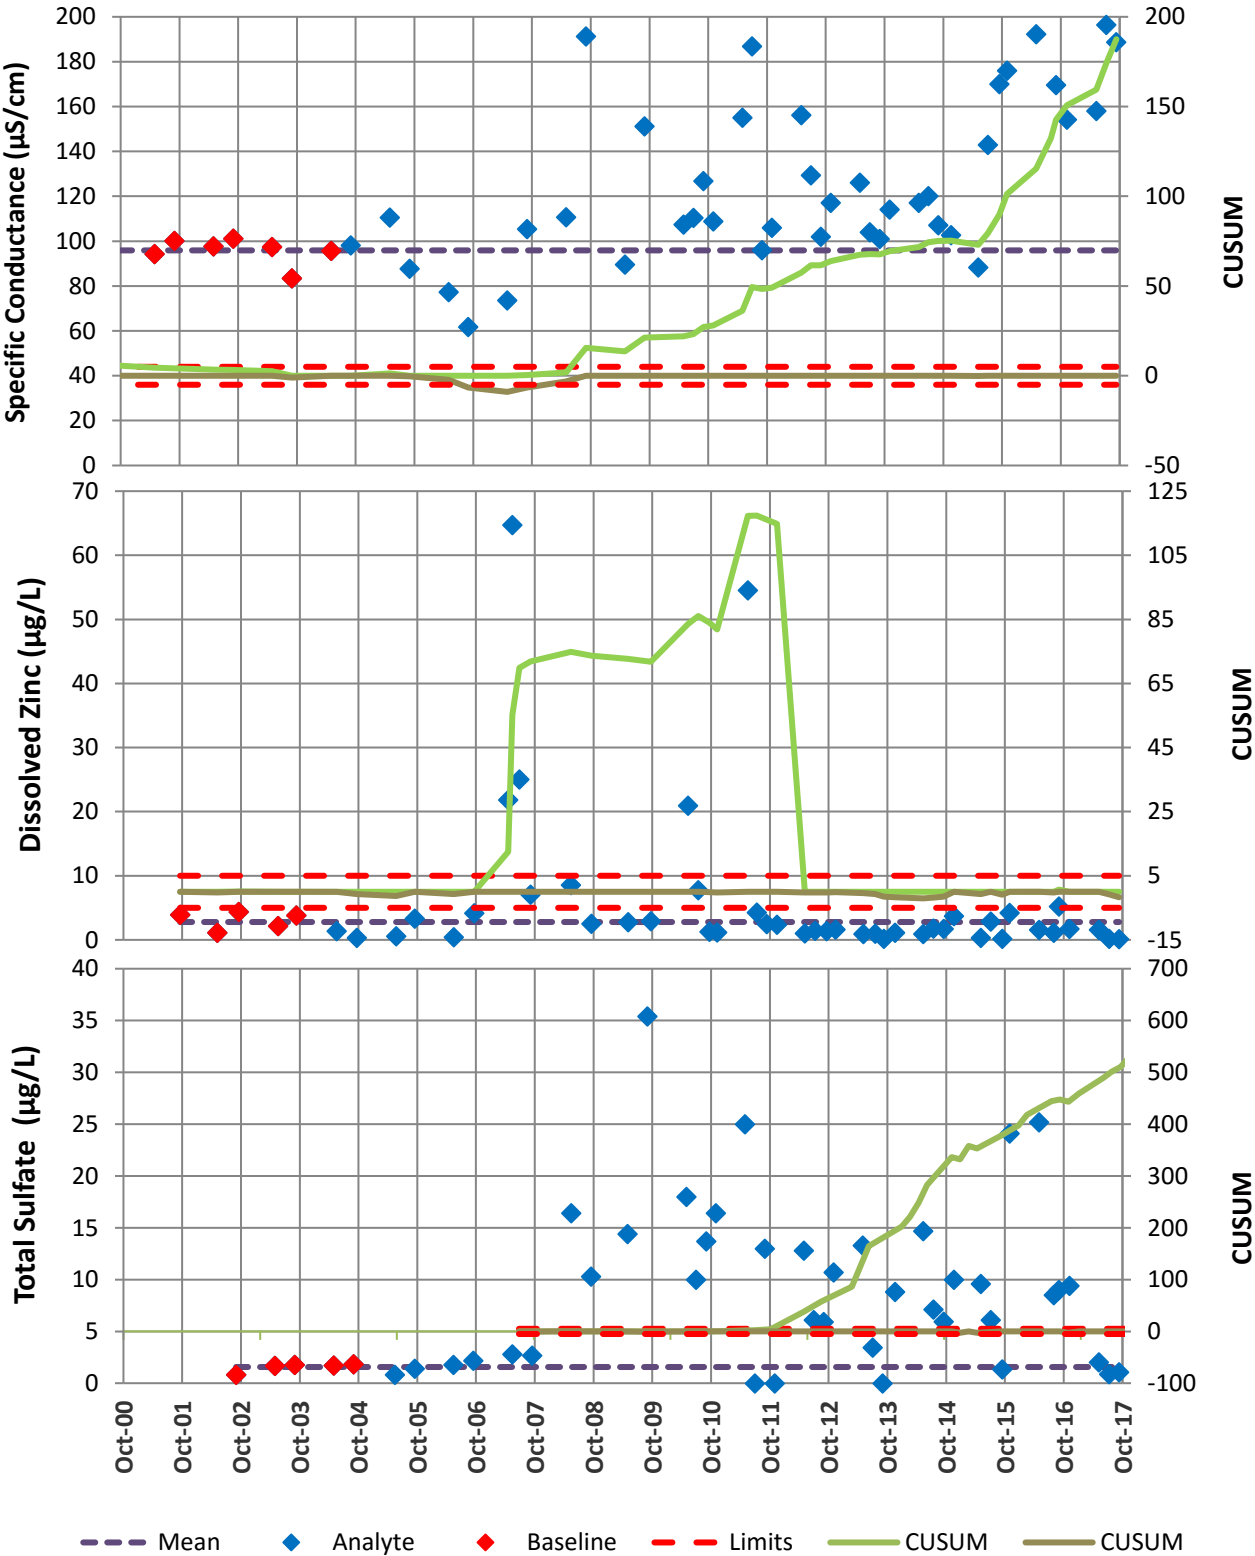 Specific Conductance (µS/cm)
200
180
160
140
120
100
80
60
40
20
0
200
150
100
50
0
-50
CUSUM
Dissolved Zinc (µg/L)
70
60
50
40
30
20
10
0
125
105
85
65
45
25
5
-15
CUSUM
Total Sulfate (µg/L)
40
35
30
25
20
15
10
5
0
700
600
500
400
300
200
100
0
-100
CUSUM
Oct-00
Oct-01
Oct-02
Oct-03
Oct-04
Oct-05
Oct-06
Oct-07
Oct-08
Oct-09
Oct-10
Oct-11
Oct-12
Oct-13
Oct-14
Oct-15
Oct-16
Oct-17
Mean Analyte Baseline Limits CUSUM CUSUM